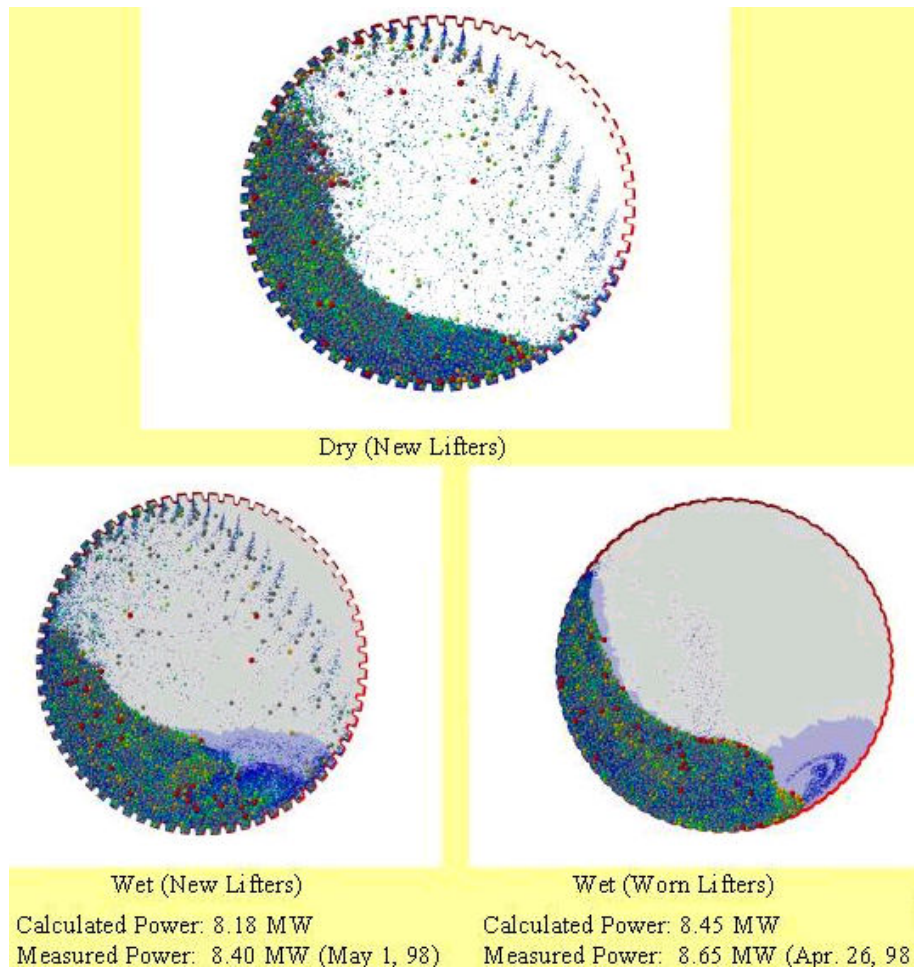 Dry (New Lifters)
Wet (New Lifters)
Calculated Power: 8.18 MW
Measured Power: 8.40 MW (May 1, 98)
Wet (Worn Lifters)
Calculated Power: 8.45 MW
Measured Power: 8.65 MW (Apr. 26, 98